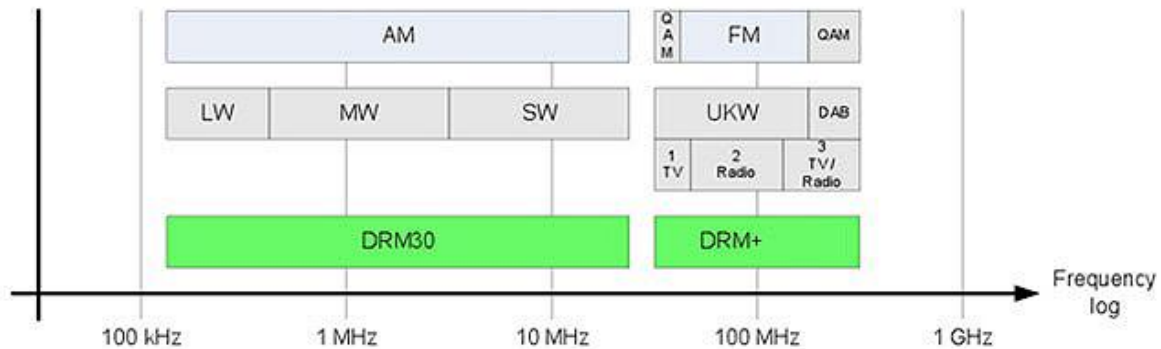 AM
Q
A
M
FM
QAM
LW
MW
SW
UKW
DAB
1
TV
2
Radio
3
TV/
Radio
DRM30
DRM+
Frequency
log
100 kHz
1 MHz
10 MHz
100 MHz
1 GHz